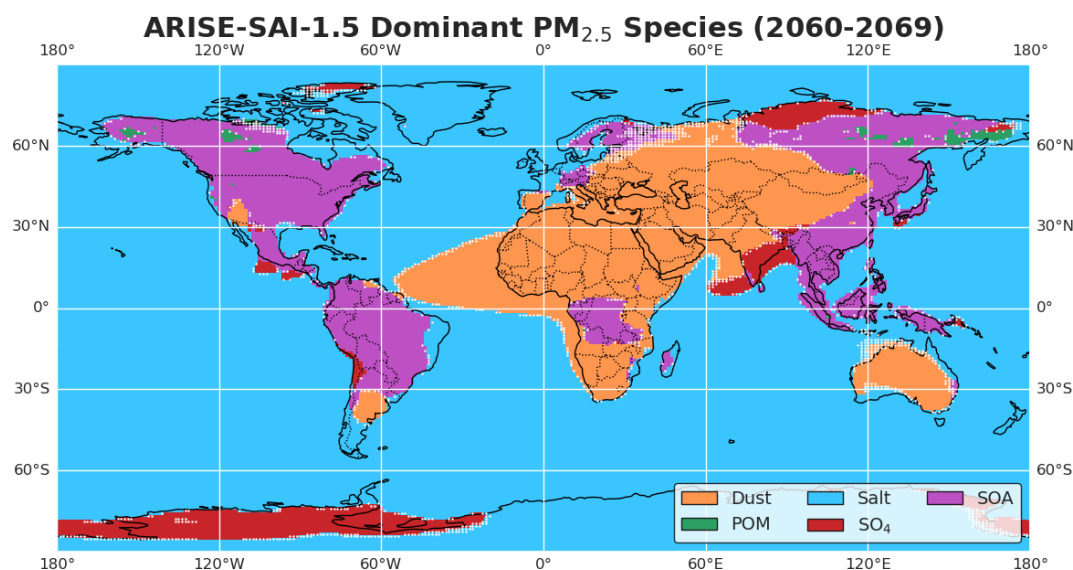 ARISE-SAI-1.5 Dominant PM2.5 Species (2060-2069)
180° 120°W 60°W 0° 60°E 120°E 180°
60°N 60°N
30°N 30°N
0° 0°
30°S 30°S
60°S 60°S
Dust Salt SOA
POM SO4
180° 120°W 60°W 0° 60°E 120°E 180°